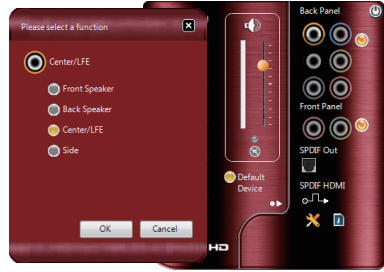 Please select a function
Center/LFE
Front Speaker
Back Speaker
Center/LFE
Side
OK
Cancel
Default
Device
HD
Back Panel
Front Panel
SPDIF Out
SPDIF HDMI